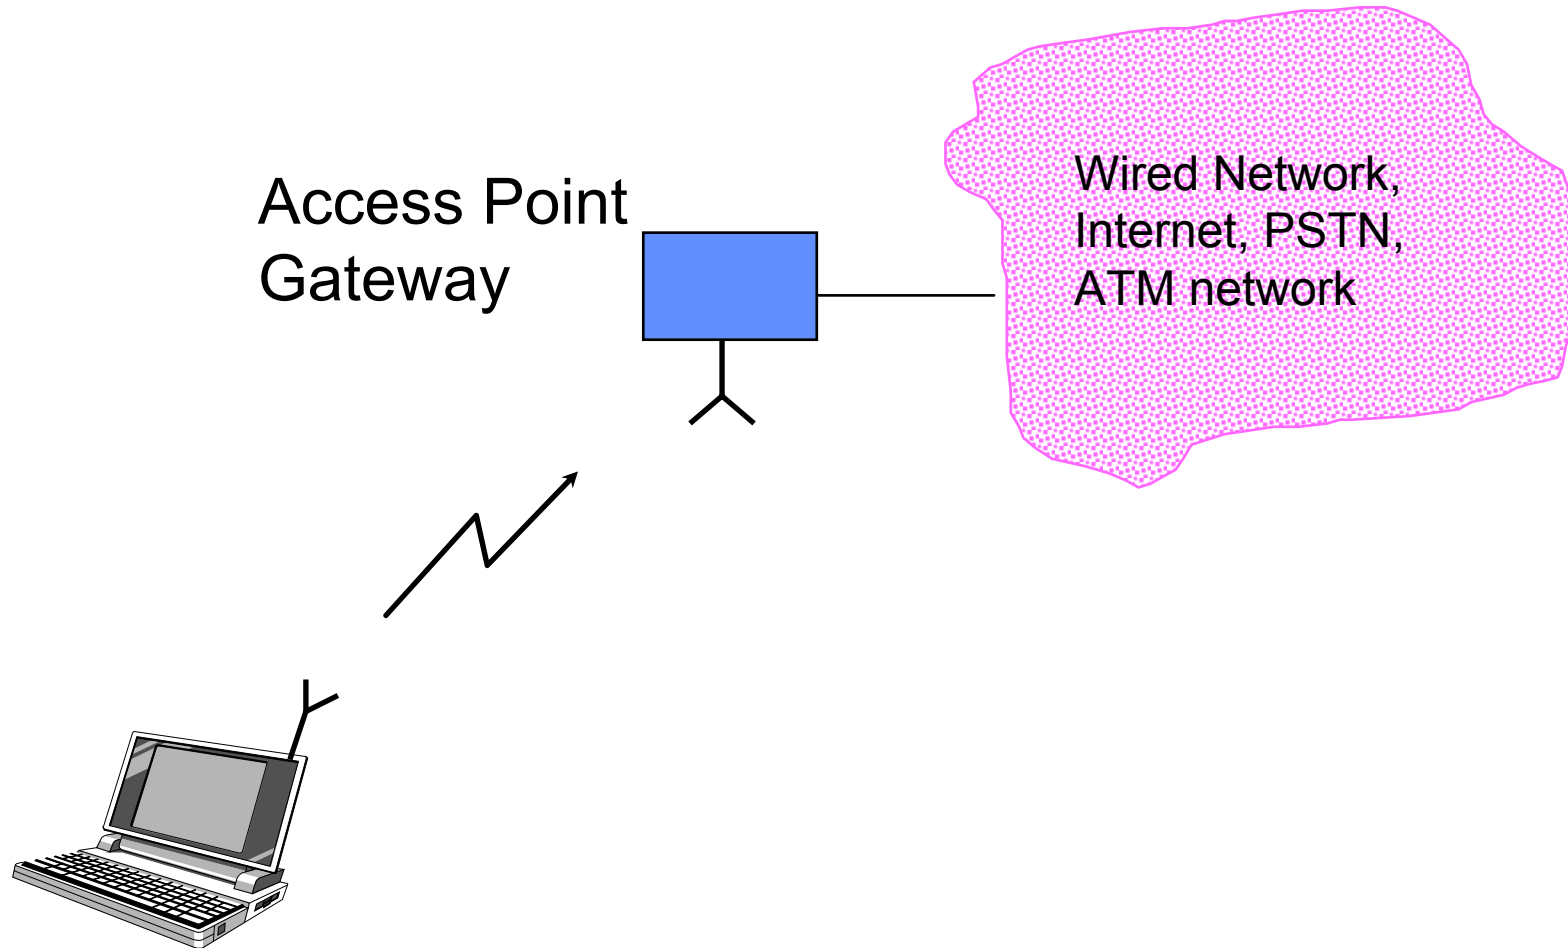 Access Point
Gateway
Wired Network,
Internet, PSTN,
ATM network